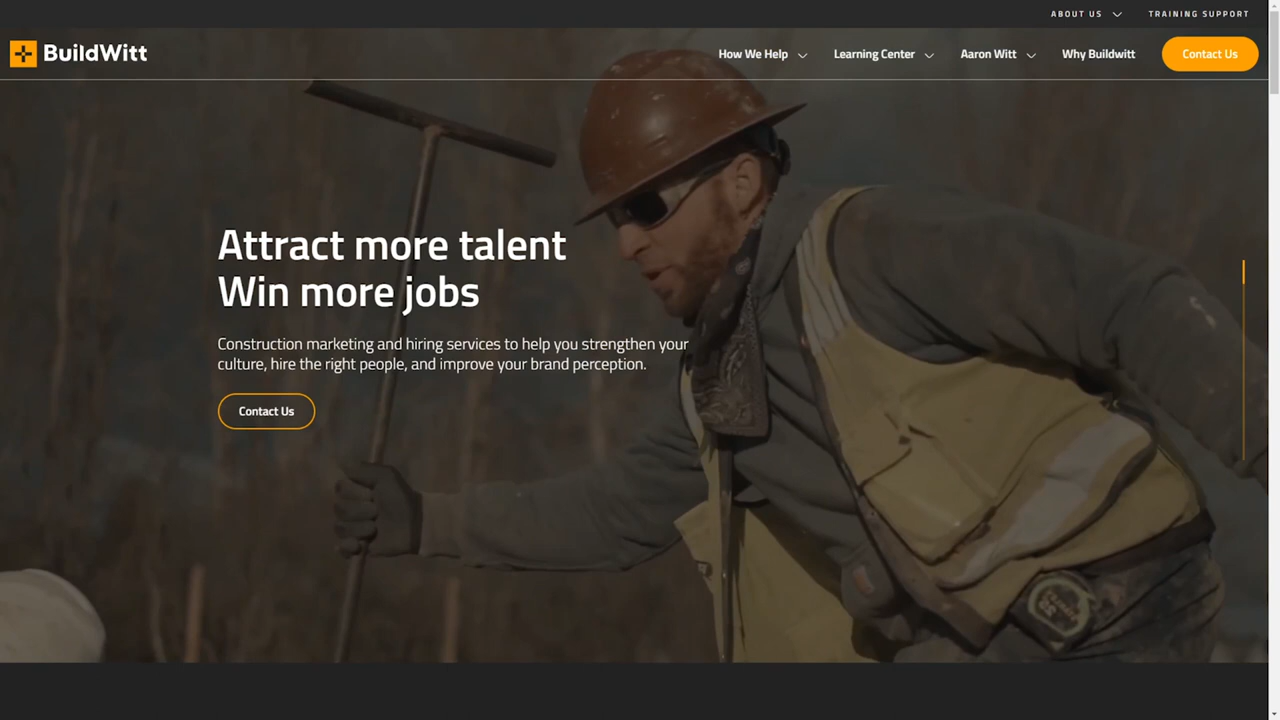 ABOUT US
TRAINING SUPPORT
BuildWitt
How We Help
Learning Center
Aaron Witt
Why Buildwitt
Contact Us
Attract more talent
Win more jobs
Construction marketing and hiring services to help you strengthen your
culture, hire the right people, and improve your brand perception.
Contact Us